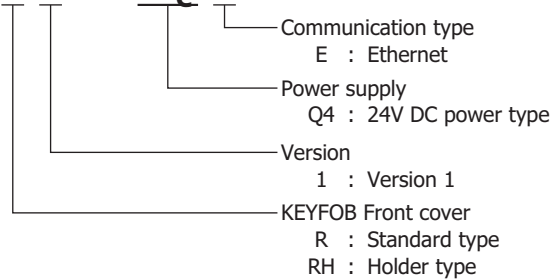 Communication type
E : Ethernet
Power supply
Q4 : 24V DC power type
Version
1 : Version 1
KEYFOB Front cover
R : Standard type
RH : Holder type